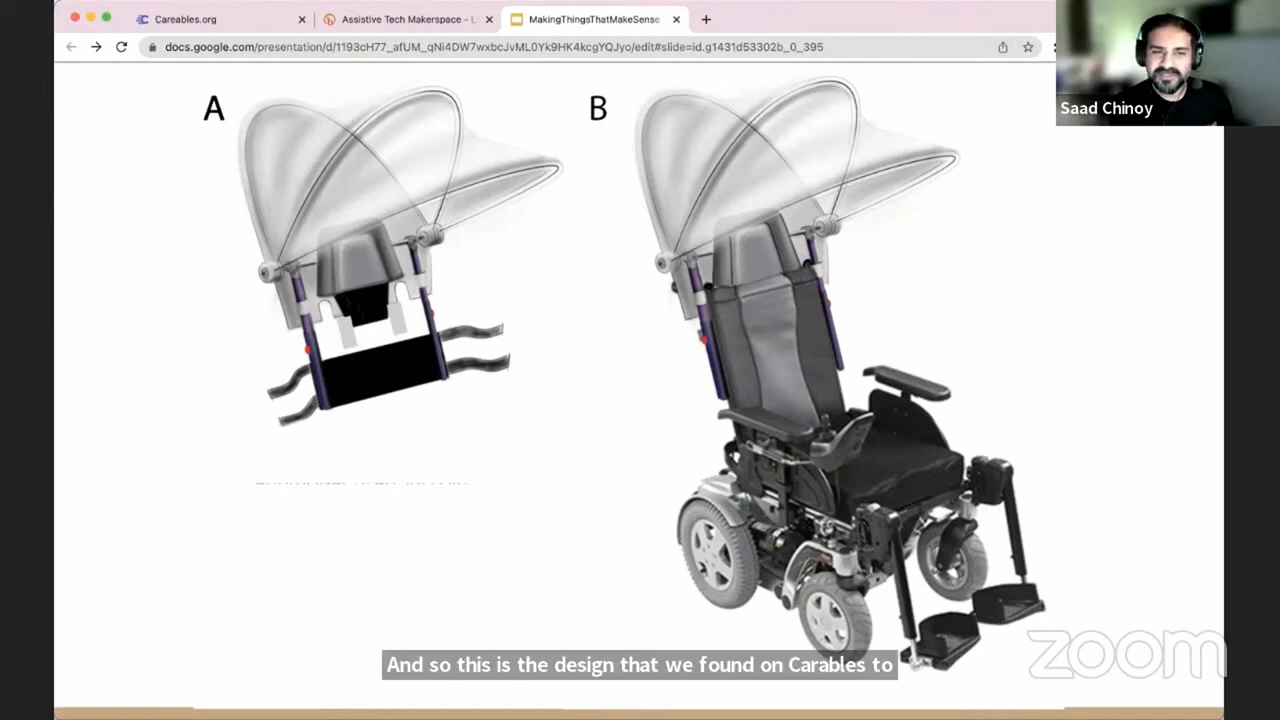 Careables.org
Assistive Tech Makerspace - L
MakingThingsThatMakeSense
docs.google.com/presentation/d/1193cH77_afUM_qNi4DW7wxbcJvML0Yk9HK4kcgYQJyo/edit#slide=id.g1431d53302b_0_395
Saad Chinoy
A
B
And so this is the design that we found on Carables to
zoom